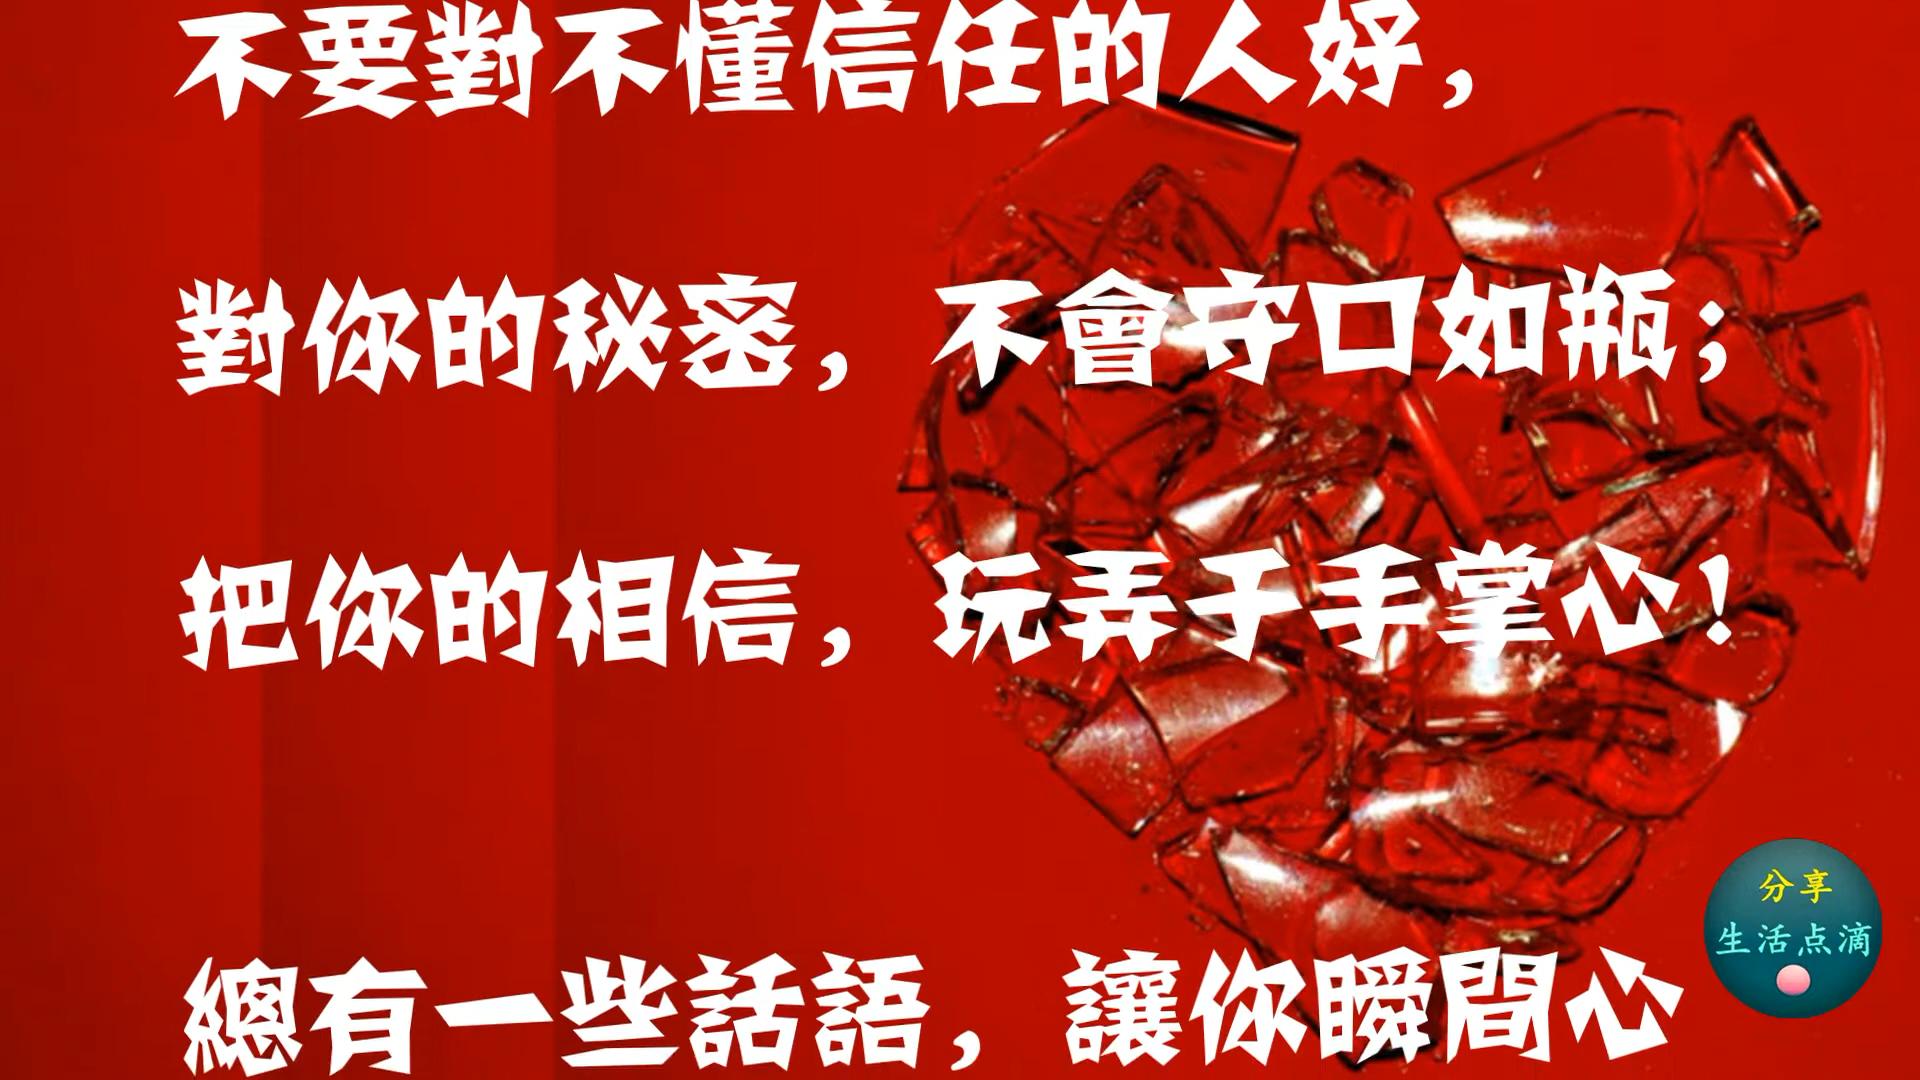 不要對不懂信任的人好，
對你的秘密，不會守口如瓶；
把你的相信，玩弄于手掌心！
總有一些話語，讓你瞬間心
分享
生活点滴